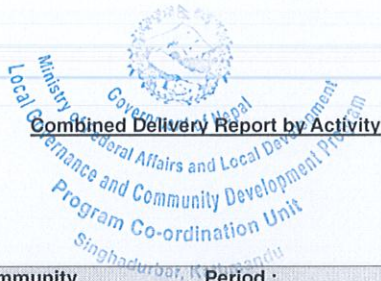 Government of Nepal
Ministry of Federal Affairs and Local Development
Combined Delivery Report by Activity
Local Governance and Community Development Program
Program Co-ordination Unit
Singhadurbar, Kathmandu
mmunity Period :